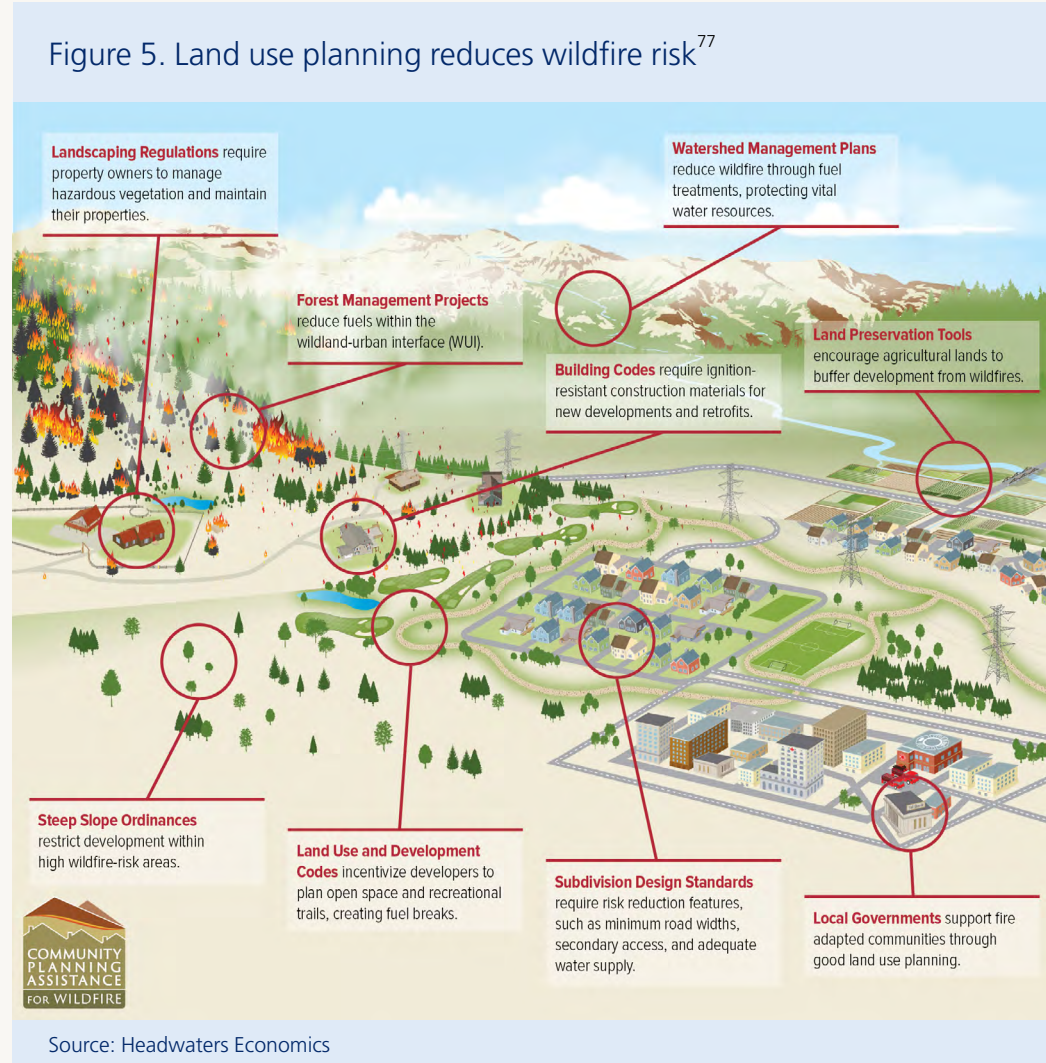 Figure 5. Land use planning reduces wildfire risk77
Landscaping Regulations require
property owners to manage
hazardous vegetation and maintain
their properties.
Watershed Management Plans
reduce wildfire through fuel
treatments, protecting vital
water resources.
Forest Management Projects
reduce fuels within the
wildland-urban interface (WUI).
Building Codes require ignition-
resistant construction materials for
new developments and retrofits.
Land Preservation Tools
encourage agricultural lands to
buffer development from wildfires.
Steep Slope Ordinances
restrict development within
high wildfire-risk areas.
Land Use and Development
Codes incentivize developers to
plan open space and recreational
trails, creating fuel breaks.
Subdivision Design Standards
require risk reduction features,
such as minimum road widths,
secondary access, and adequate
water supply.
Local Governments support fire
adapted communities through
good land use planning.
COMMUNITY
PLANNING
ASSISTANCE
FOR WILDFIRE
Source: Headwaters Economics